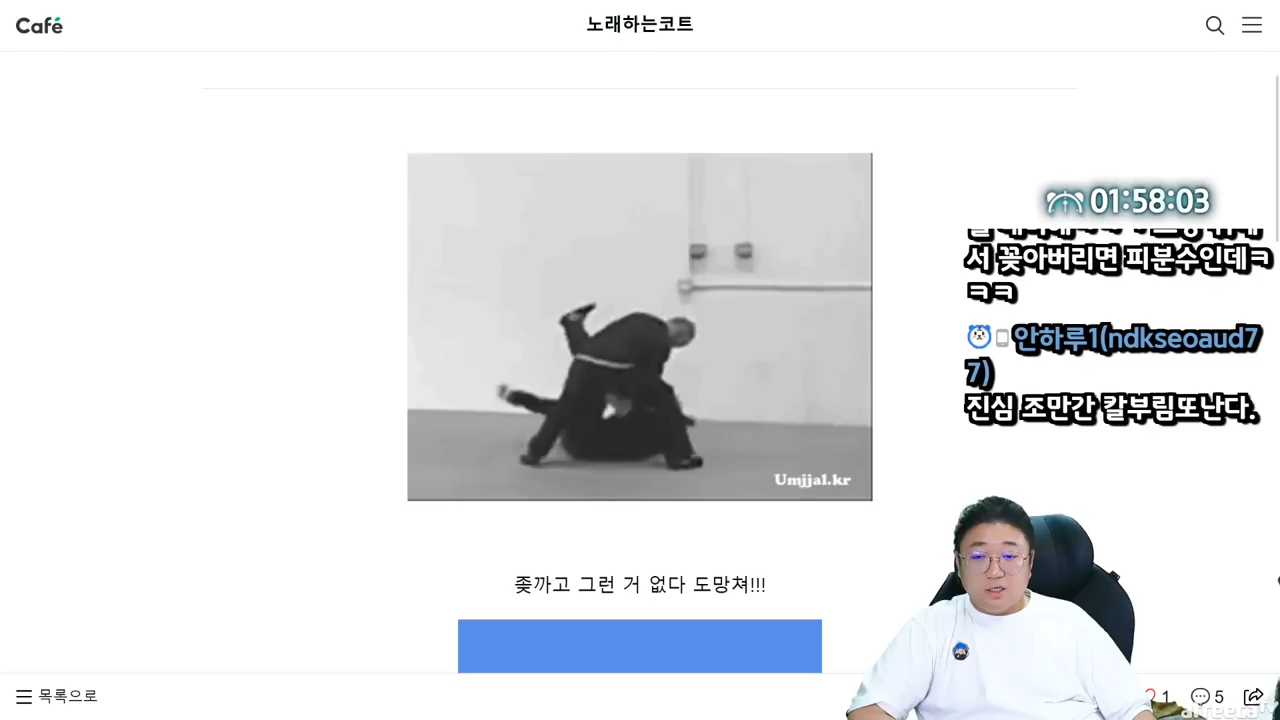 Café
노래하는코트
01:58:03
서 꽂아버리면 피분수인데ㅋ
ㅋㅋ
안하루1(ndkseoaud7
7)
진심 조만간 칼부림또난다.
Umjjal.kr
좆까고 그런 거 없다 도망쳐!!!
목록으로
1
5
afreeca